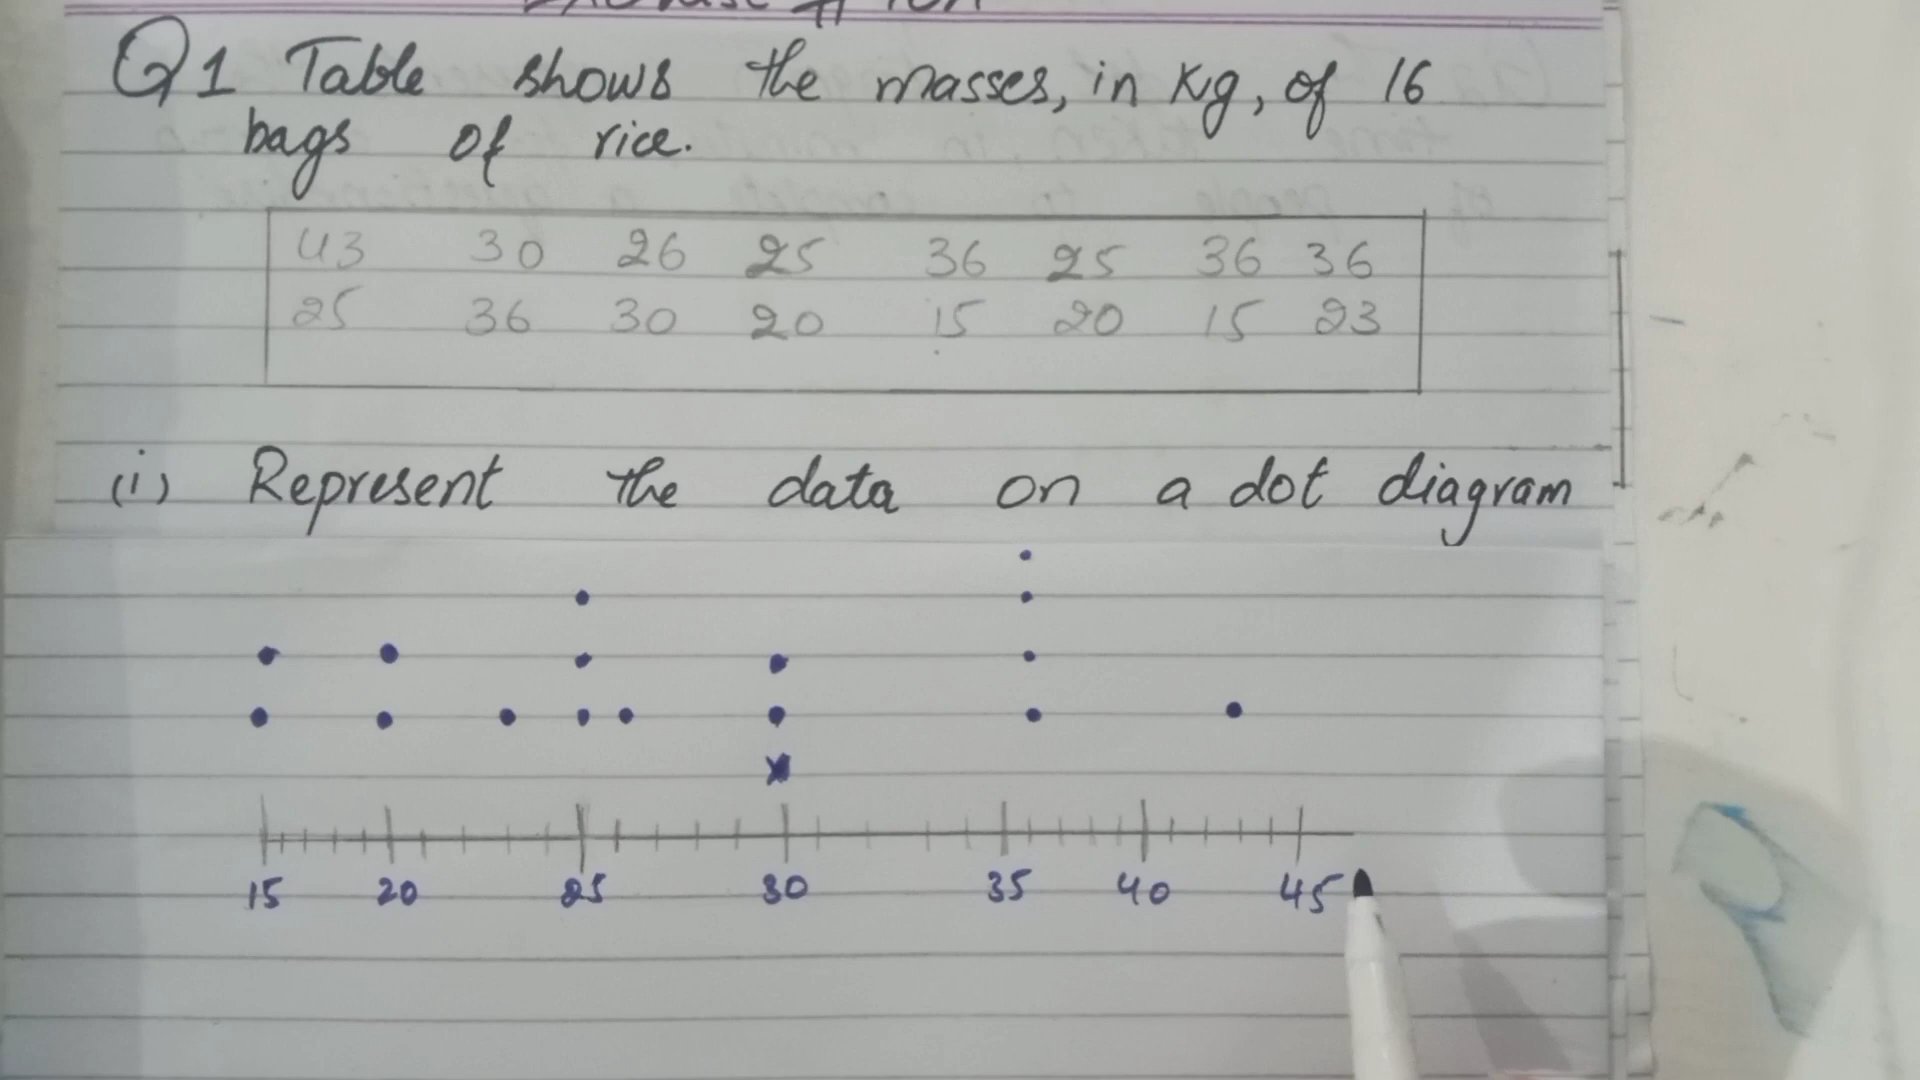 Q1 Table shows the masses, in Kg, of 16
bags of rice.
43 30 26 25 36 25 36 36
25 36 30 20 15 20 15 23
(i) Represent the data on a dot diagram
15 20 25 30 35 40 45